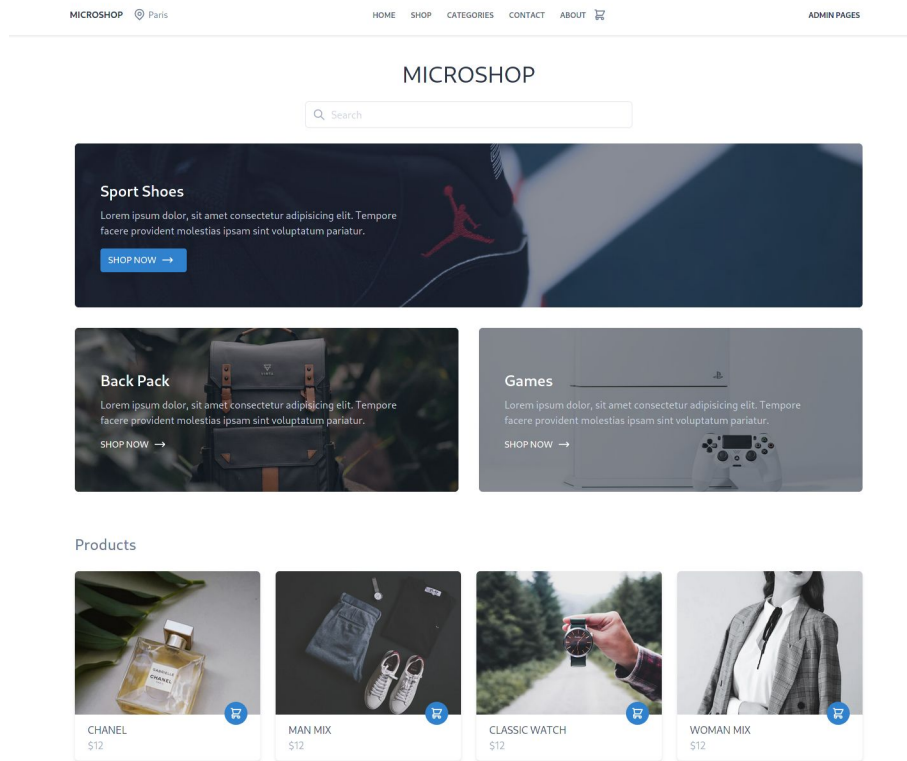 MICROSHOP Paris HOME SHOP CATEGORIES CONTACT ABOUT ADMIN PAGES
MICROSHOP
Search
Sport Shoes
Lorem ipsum dolor, sit amet consectetur adipisicing elit. Tempore
facere provident molestias ipsam sint voluptatum pariatur.
SHOP NOW →
Back Pack
Lorem ipsum dolor, sit amet consectetur adipisicing elit. Tempore
facere provident molestias ipsam sint voluptatum pariatur.
SHOP NOW →
Games
Lorem ipsum dolor, sit amet consectetur adipisicing elit. Tempore
facere provident molestias ipsam sint voluptatum pariatur.
SHOP NOW →
Products
GABRIELLE
CHANEL
CHANEL
$12
MAN MIX
$12
CLASSIC WATCH
$12
WOMAN MIX
$12